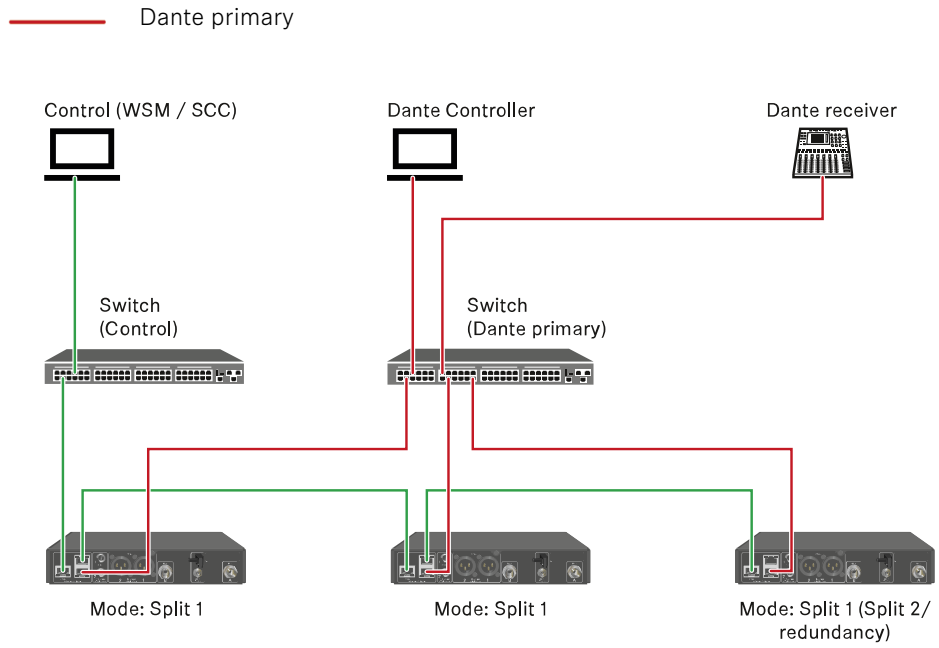 Dante primary
Control (WSM / SCC)
Dante Controller
Dante receiver
Switch
(Control)
Switch
(Dante primary)
Mode: Split 1
Mode: Split 1
Mode: Split 1 (Split 2/
redundancy)